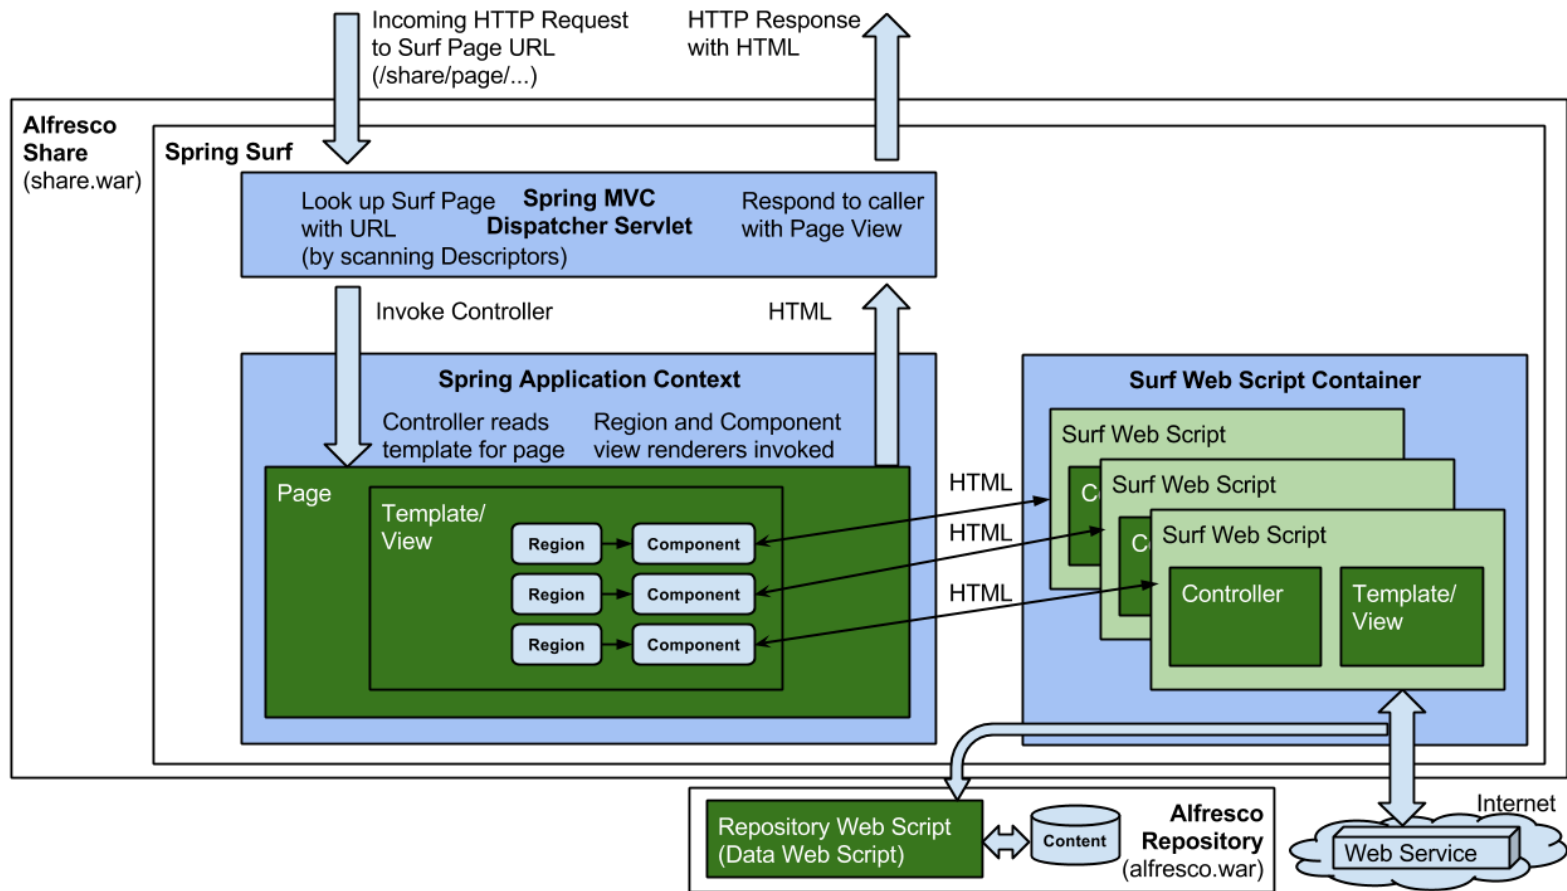 Incoming HTTP Request
to Surf Page URL
(/share/page/...)
HTTP Response
with HTML
Alfresco
Share
(share.war)
Spring Surf
Look up Surf Page
with URL
(by scanning Descriptors)
Spring MVC
Dispatcher Servlet
Respond to caller
with Page View
Invoke Controller
HTML
Spring Application Context
Controller reads
template for page
Region and Component
view renderers invoked
Page
Template/
View
Region
Component
Region
Component
Region
Component
HTML
HTML
HTML
Surf Web Script Container
Surf Web Script
C
Surf Web Script
C
Surf Web Script
Controller
Template/
View
Repository Web Script
(Data Web Script)
Content
Alfresco
Repository
(alfresco.war)
Internet
Web Service